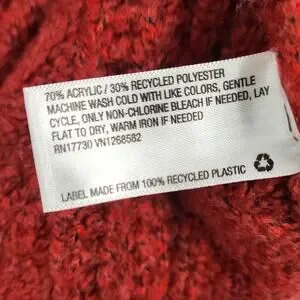 70% ACRYLIC / 30% RECYCLED POLYESTER
MACHINE WASH COLD WITH LIKE COLORS, GENTLE
CYCLE, ONLY NON-CHLORINE BLEACH IF NEEDED, LAY
FLAT TO DRY, WARM IRON IF NEEDED
RN17730 VN1268582
LABEL MADE FROM 100% RECYCLED PLASTIC